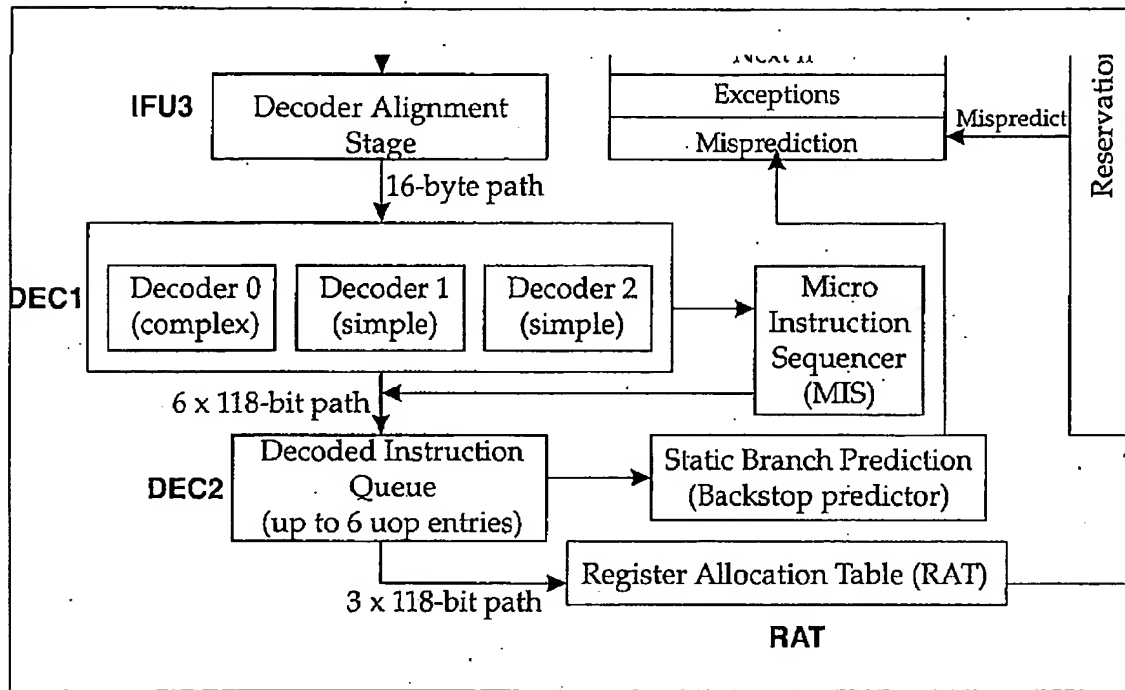 IFU3
Decoder Alignment
Stage
Exceptions
Misprediction
Mispredict
16-byte path
DEC1
Decoder 0
(complex)
Decoder 1
(simple)
Decoder 2
(simple)
Micro
Instruction
Sequencer
(MIS)
6 x 118-bit path
DEC2
Decoded Instruction
Queue
(up to 6 uop entries)
Static Branch Prediction
(Backstop predictor)
3 x 118-bit path
Register Allocation Table (RAT)
RAT
Reservation